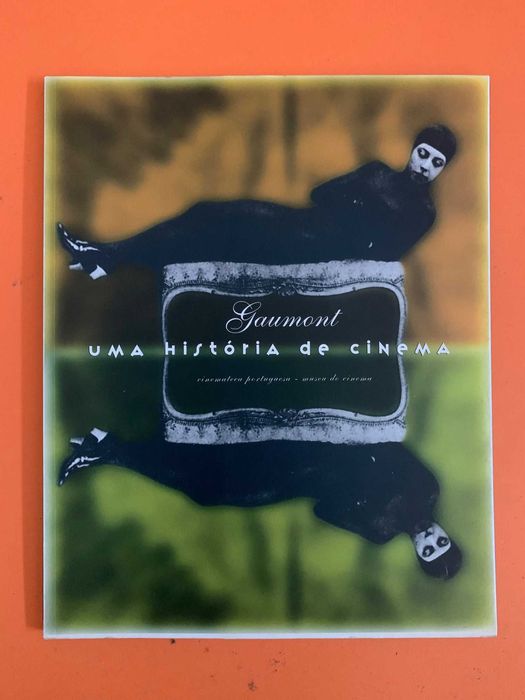 Gaumont
UMA HiSTóRiA de CiNEMA
cinemateca portuguesa - museu do cinema